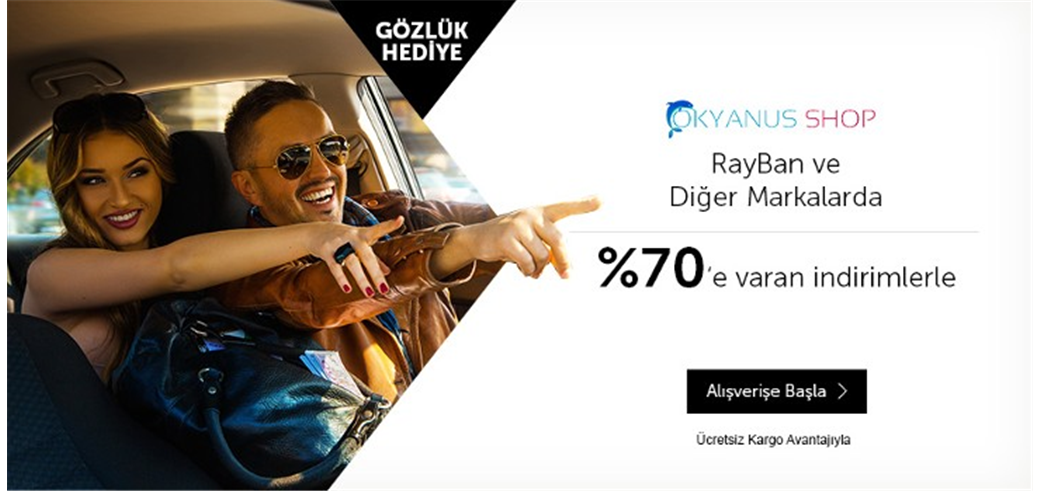 GÖZLÜK
HEDİYE
OKYANUS SHOP
RayBan ve
Diğer Markalarda
%70'e varan indirimlerle
Alışverişe Başla
Ücretsiz Kargo Avantajıyla